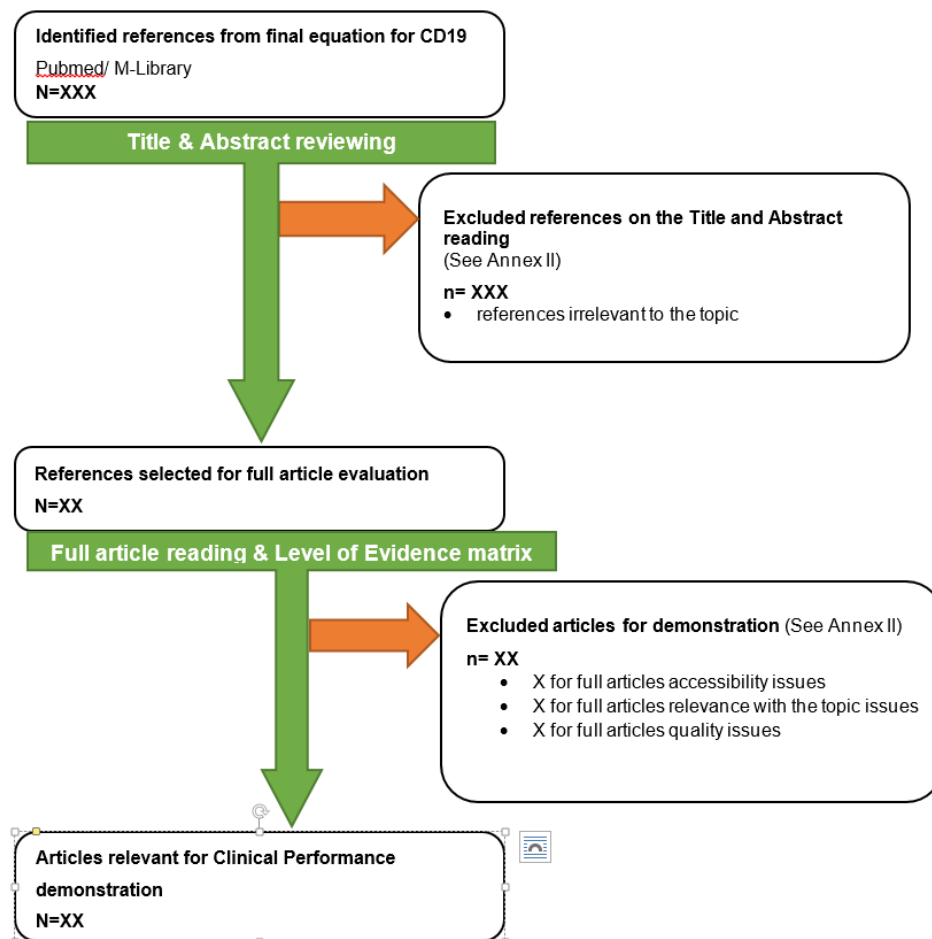 Identified references from final equation for CD19
Pubmed/ M-Library
N=XXX
Title & Abstract reviewing
Excluded references on the Title and Abstract
reading
(See Annex II)
n= XXX
• references irrelevant to the topic
References selected for full article evaluation
N=XX
Full article reading & Level of Evidence matrix
Excluded articles for demonstration (See Annex II)
n= XX
• X for full articles accessibility issues
• X for full articles relevance with the topic issues
• X for full articles quality issues
Articles relevant for Clinical Performance
demonstration
N=XX